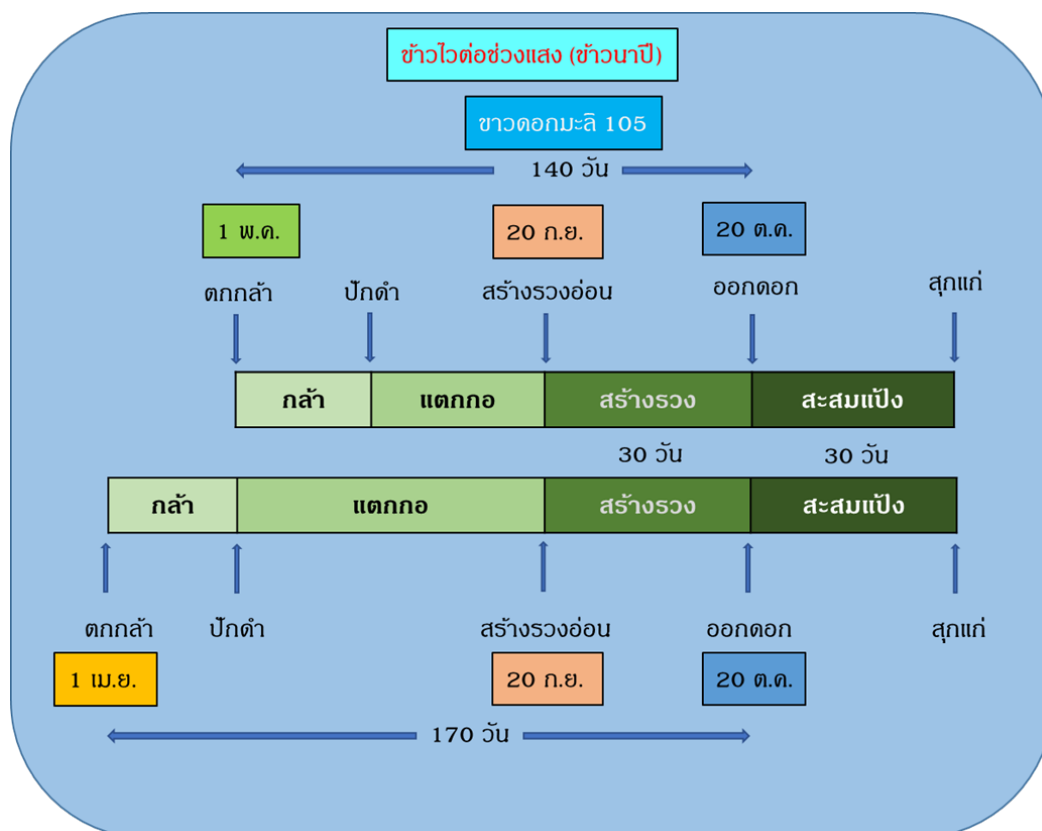 ข้าวไวต่อช่วงแสง (ข้าวนาปี)
ขาวดอกมะลิ 105
140 วัน
1 พ.ค. 20 ก.ย. 20 ต.ค.
ตกกล้า ปักดำ สร้างรวงอ่อน ออกดอก สุกแก่
กล้า แตกกอ สร้างรวง สะสมแป้ง
30 วัน 30 วัน
กล้า แตกกอ สร้างรวง สะสมแป้ง
ตกกล้า ปักดำ สร้างรวงอ่อน ออกดอก สุกแก่
1 เม.ย. 20 ก.ย. 20 ต.ค.
170 วัน